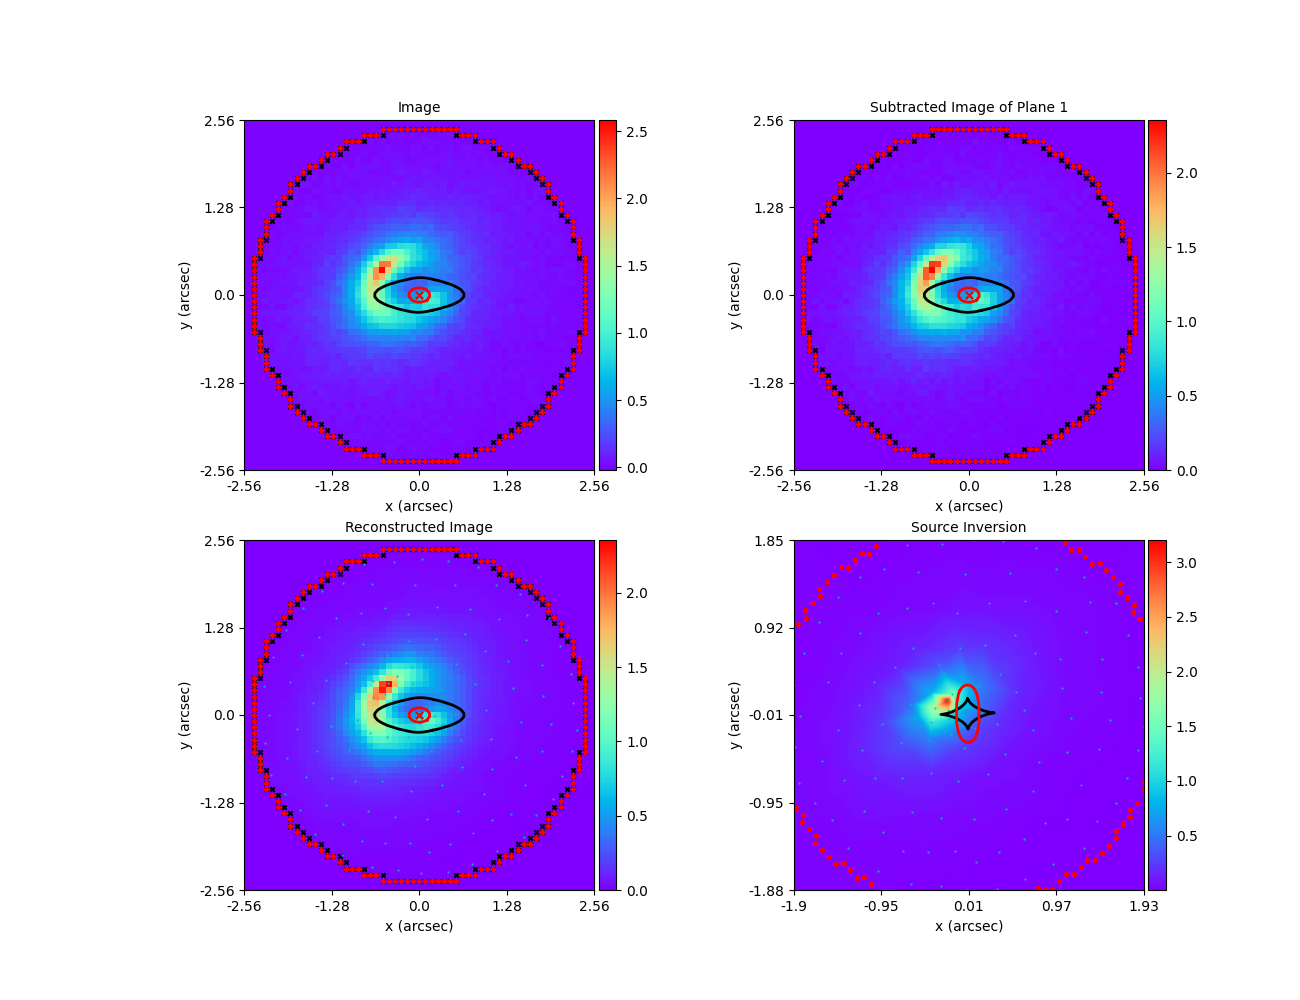 Image
2.56
1.28
0.0
-1.28
-2.56
y (arcsec)
-2.56 -1.28 0.0 1.28 2.56
x (arcsec)
2.5
2.0
1.5
1.0
0.5
0.0
Subtracted Image of Plane 1
2.56
1.28
0.0
-1.28
-2.56
y (arcsec)
-2.56 -1.28 0.0 1.28 2.56
x (arcsec)
2.0
1.5
1.0
0.5
0.0
Reconstructed Image
2.56
1.28
0.0
-1.28
-2.56
y (arcsec)
-2.56 -1.28 0.0 1.28 2.56
x (arcsec)
2.0
1.5
1.0
0.5
0.0
Source Inversion
1.85
0.92
-0.01
-0.95
-1.88
y (arcsec)
-1.9 -0.95 0.01 0.97 1.93
x (arcsec)
3.0
2.5
2.0
1.5
1.0
0.5